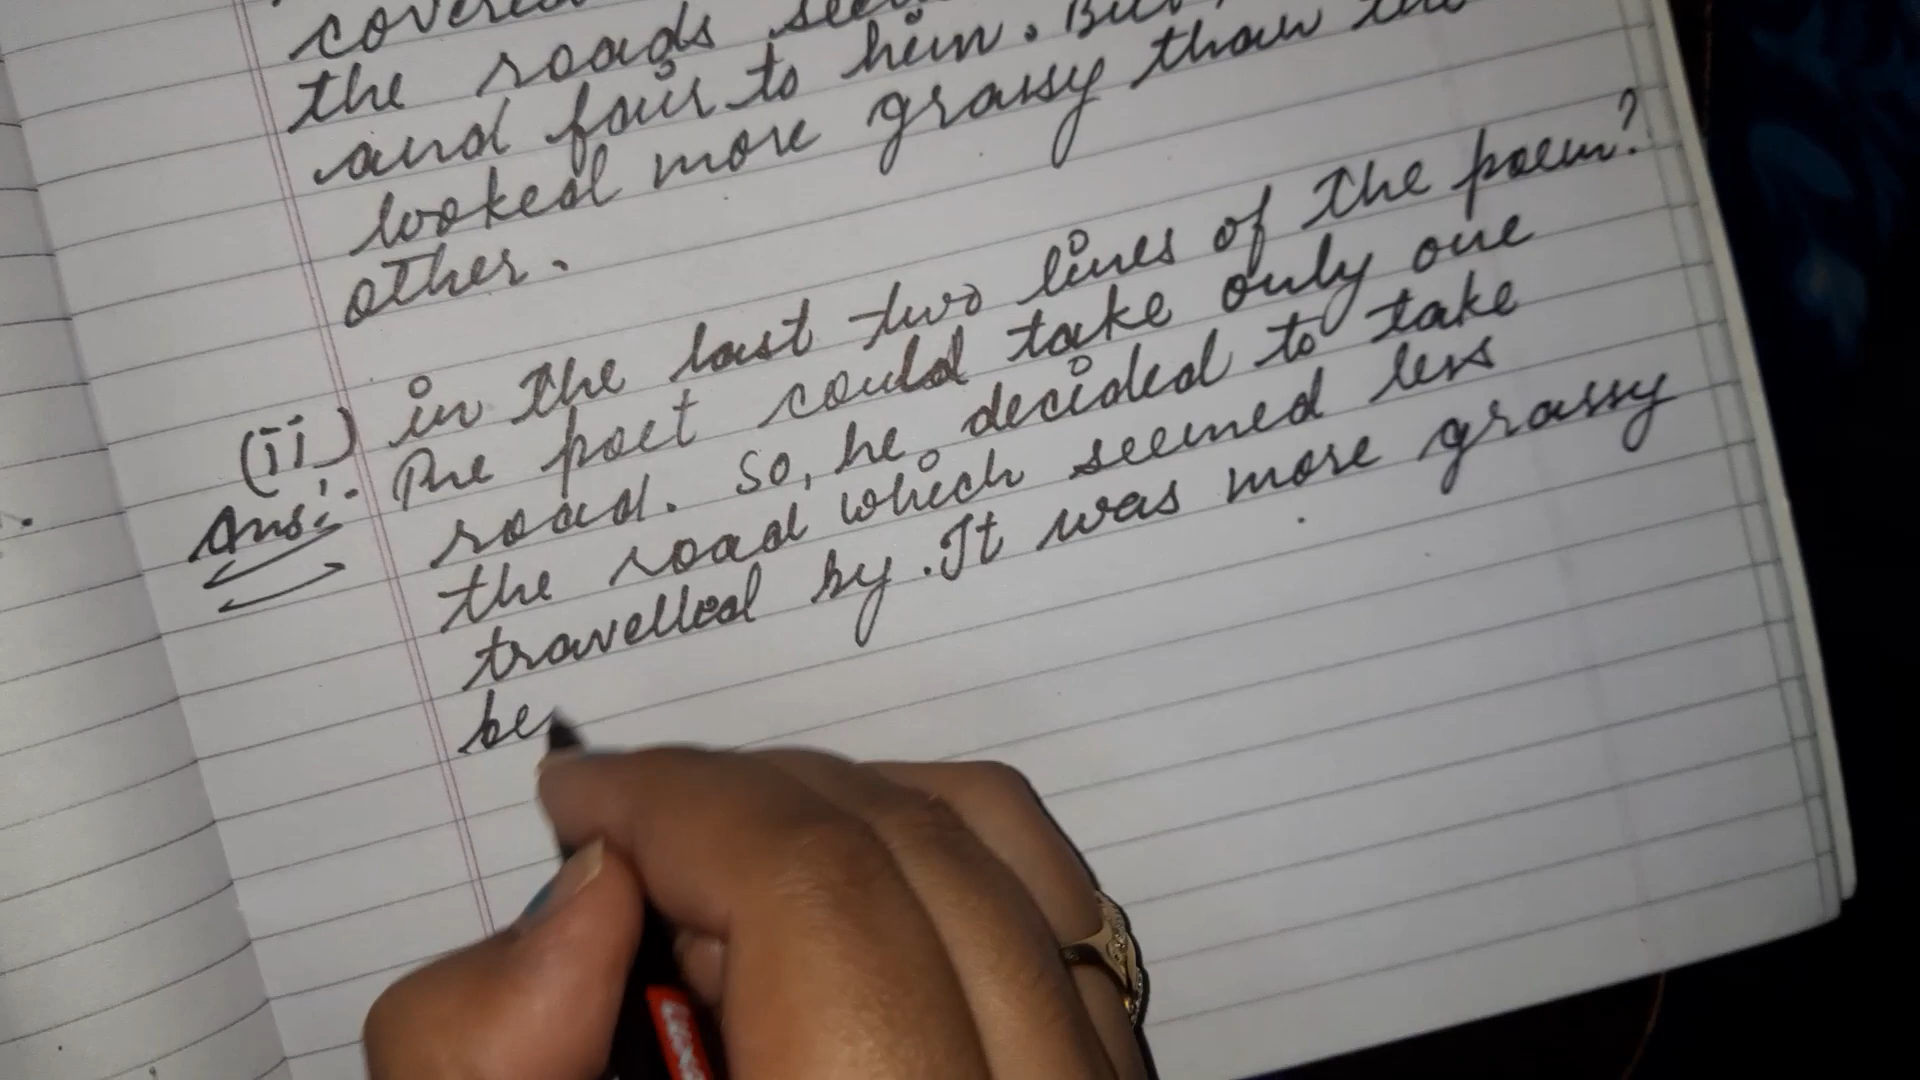 covered
the roads
and fair to him. But
looked more grassy than the
other.
(ii) in the last two lines of the poem?
Ans:- The poet could take only one
road. So, he decided to take
the road which seemed less
travelled by. It was more grassy
be